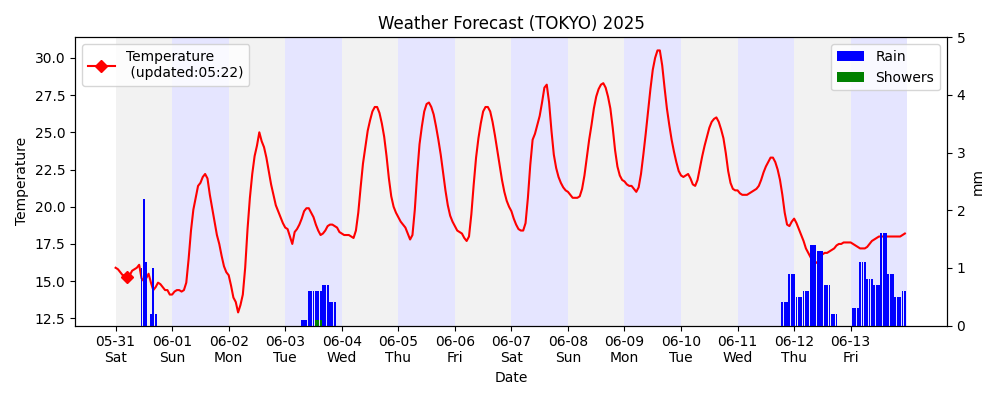 Weather Forecast (TOKYO) 2025
Temperature
(updated:05:22)
Rain
Showers
30.0
27.5
25.0
22.5
20.0
17.5
15.0
12.5
Temperature
5
4
3
2
1
0
mm
05-31 06-01 06-02 06-03 06-04 06-05 06-06 06-07 06-08 06-09 06-10 06-11 06-12 06-13
Sat Sun Mon Tue Wed Thu Fri Sat Sun Mon Tue Wed Thu Fri
Date